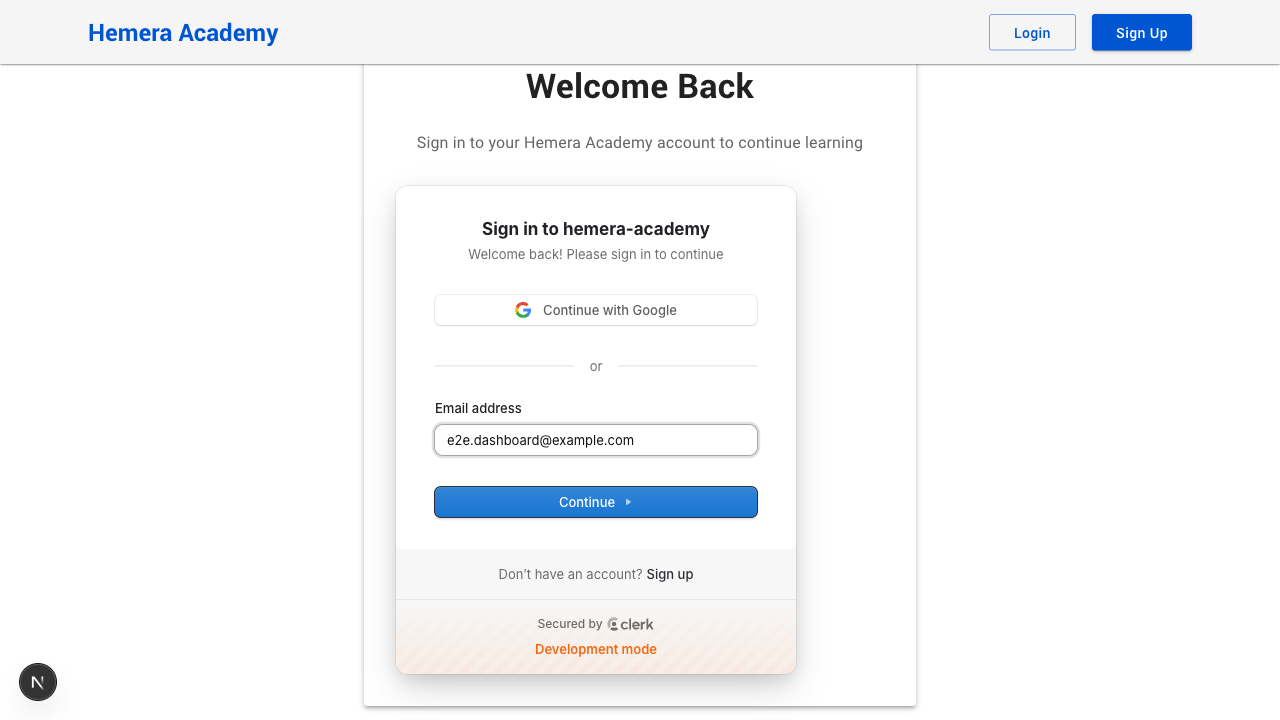 Hemera Academy
Login
Sign Up
Welcome Back
Sign in to your Hemera Academy account to continue learning
Sign in to hemera-academy
Welcome back! Please sign in to continue
Continue with Google
or
Email address
e2e.dashboard@example.com
Continue
Don’t have an account? Sign up
Secured by clerk
Development mode
N